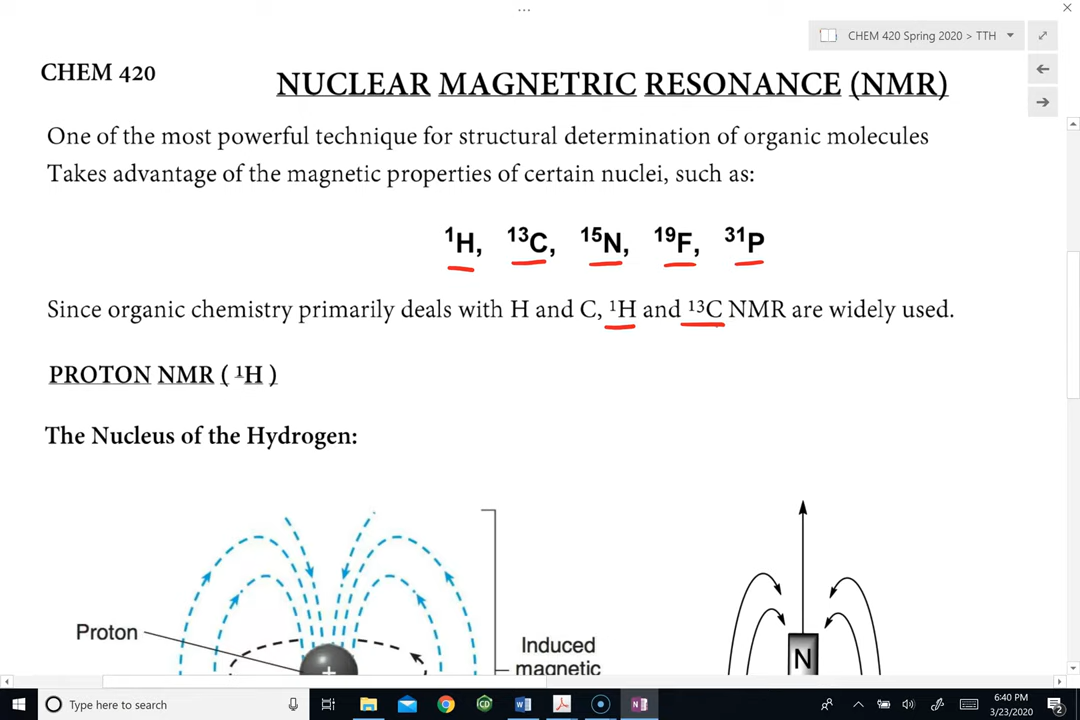 CHEM 420 Spring 2020 > TTH
CHEM 420
NUCLEAR MAGNETRIC RESONANCE (NMR)
One of the most powerful technique for structural determination of organic molecules
Takes advantage of the magnetic properties of certain nuclei, such as:
¹H, ¹³C, ¹⁵N, ¹⁹F, ³¹P
Since organic chemistry primarily deals with H and C, ¹H and ¹³C NMR are widely used.
PROTON NMR ( ¹H )
The Nucleus of the Hydrogen:
Proton
+
Induced
magnetic
N
Type here to search
6:40 PM
3/23/2020
2